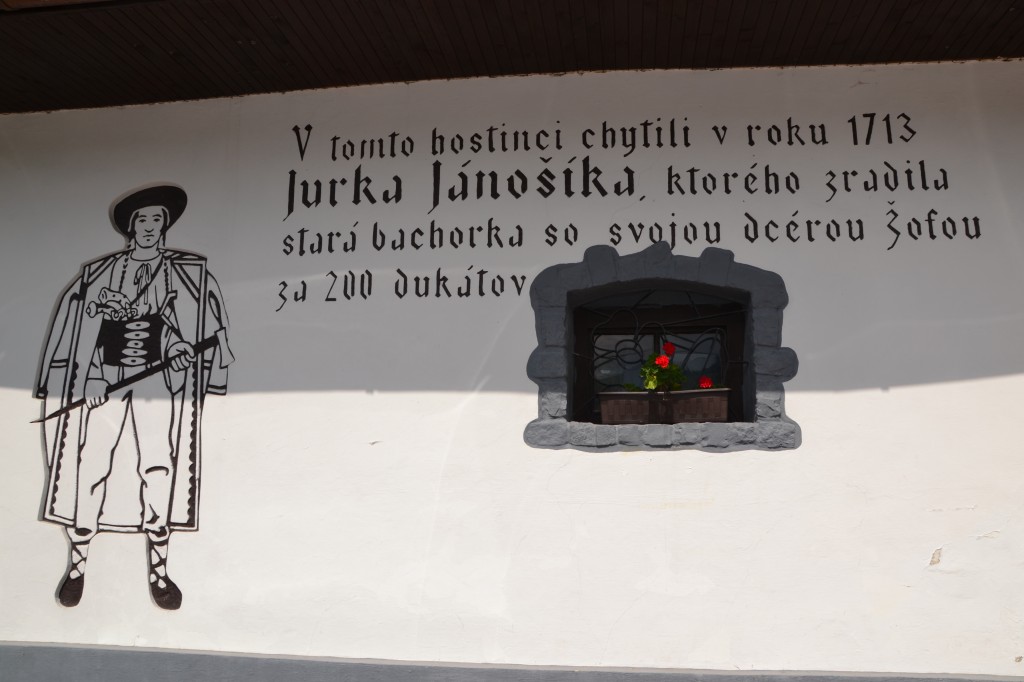 V tomto hostinci chytili v roku 1713
Jurka Jánošíka, ktorého zradila
stará bachorka so svojou dcérou Žofou
za 200 dukátov